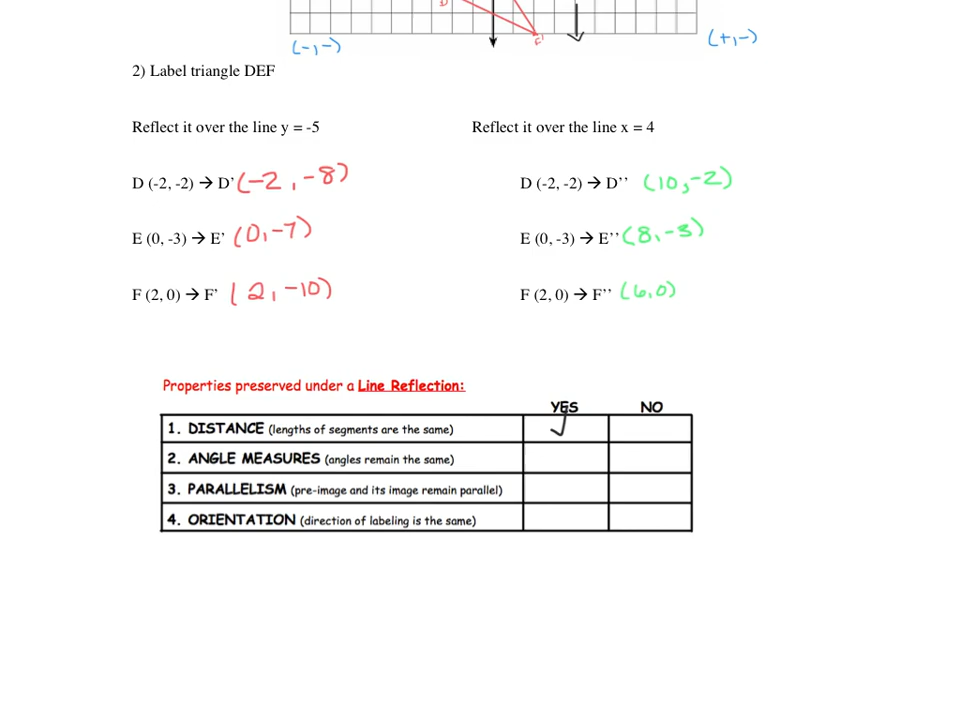 D
F'
(-,-)
(+,-)
2) Label triangle DEF
Reflect it over the line y = -5
Reflect it over the line x = 4
D (-2, -2) → D' (-2, -8)
D (-2, -2) → D'' (10, -2)
E (0, -3) → E' (0, -7)
E (0, -3) → E'' (8, -3)
F (2, 0) → F' (2, -10)
F (2, 0) → F'' (6, 0)
Properties preserved under a Line Reflection:
YES NO
1. DISTANCE (lengths of segments are the same) ✓
2. ANGLE MEASURES (angles remain the same)
3. PARALLELISM (pre-image and its image remain parallel)
4. ORIENTATION (direction of labeling is the same)